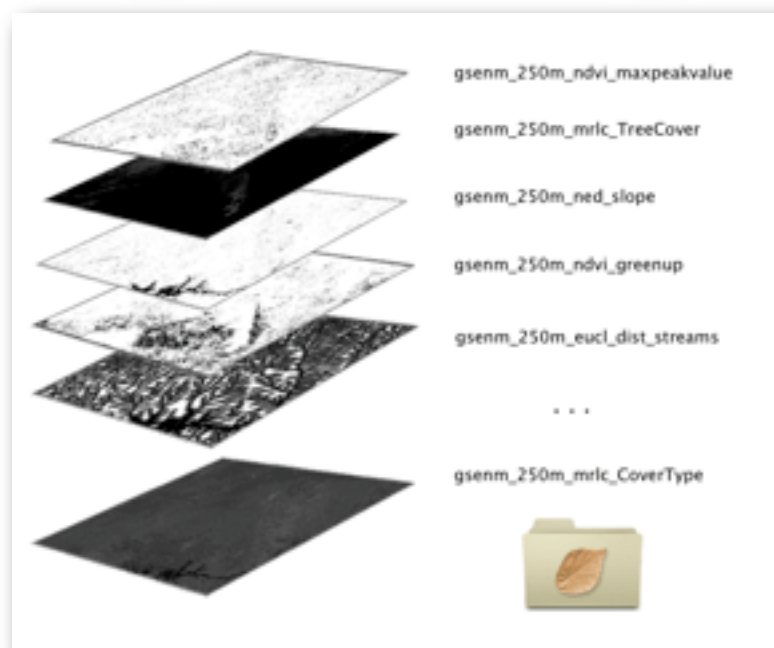 gsenm_250m_ndvi_maxpeakvalue
gsenm_250m_mrlc_TreeCover
gsenm_250m_ned_slope
gsenm_250m_ndvi_greenup
gsenm_250m_eucl_dist_streams
...
gsenm_250m_mrlc_CoverType